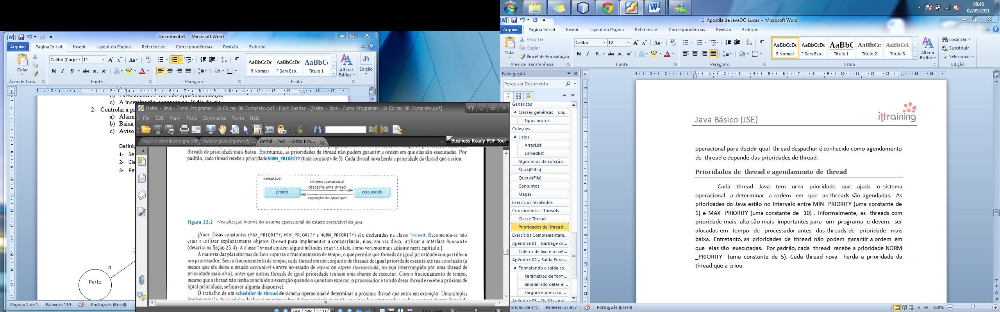 Documento1 - Microsoft Word
Arquivo Página Inicial Inserir Layout da Página Referências Correspondências Revisão Exibição
Calibri (Corpo 11
Colar
AaBbCcDc AaBbCcDc AaBbCc
¶ Normal ¶ Sem Esp... Título 1
Alterar Estilos
Edição
Área de Tran... Fonte Parágrafo Estilo
b) Parto acontece 300 dias após inseminação
c) A inseminação acontece no 3º dia do cio
2- Controlar a pr
a) Alarm
b) Baixa
c) Aviso
Definiç
1- Sel
2- Cla
3- Pe
n
Parto
Página: 1 de 1 Palavras: 119 Português (Brasil)
Deitel - Java - Como Programar - 6a Edicao BR Completo.pdf - Foxit Reader - [Deitel - Java - Como Programar - 6a Edicao BR Completo.pdf]
File Edit View Tools Comments Forms Help
aula11-introducao-jpa.pdf caelum-java-objetos-fj1... Deitel - Java - Como Pro...
Business Ready PDF Tool
threads de prioridade mais baixa. Entretanto, as prioridades de thread não podem garantir a ordem em que elas são executadas. Por
padrão, cada thread recebe a prioridade NORM_PRIORITY (uma constante de 5). Cada thread nova herda a prioridade da thread que a criou.
executável
sistema operacional
despacha uma thread
pronto
executando
expiração do quantum
Figura 23.2 Visualização interna do sistema operacional do estado executável do java.
[Nota: Essas constantes (MAX_PRIORITY, MIN_PRIORITY e NORM_PRIORITY) são declaradas na classe Thread. Recomenda-se não
criar e utilizar explicitamente objetos Thread para implementar a concorrência, mas, em vez disso, utilizar a interface Runnable
(descrita na Seção 23.4). A classe Thread contém alguns métodos static úteis, como veremos mais adiante neste capítulo.]
A maioria das plataformas do Java suporta o fracionamento de tempo, o que permite que threads de igual prioridade compartilhem
um processador. Sem o fracionamento de tempo, cada thread em um conjunto de threads de igual prioridade executa até sua conclusão (a
menos que ela deixe o estado executável e entre no estado de espera ou espera sincronizada, ou seja interrompida por uma thread de
prioridade mais alta), antes que outras threads de igual prioridade tenham uma chance de executar. Com o fracionamento de tempo,
mesmo que a thread não tenha concluído a execução quando o quantum expirar, o processador é tirado dessa thread e recebe a próxima de
igual prioridade, se houver alguma disponível.
O trabalho de um scheduler de thread de sistema operacional é determinar a próxima thread que entra em execução. Uma simples
788 (788 / 1110)
112.23%
08:48
02/09/2011
1. Apostila de JavaOO Lucas - Microsoft Word
Arquivo Página Inicial Inserir Layout da Página Referências Correspondências Revisão Exibição
Colar
Recortar
Copiar
Pincel de Formatação
Calibri 12
AaBbCcDc AaBbCcDc AaBbC AaBbCc AaBbCcI
¶ Normal ¶ Sem Esp... Título 1 Título 2 Título 3
Alterar Estilos
Localizar
Substituir
Selecionar
Área de Transferência Fonte Parágrafo Estilo Edição
Navegação
Pesquisar Documento
Genéricos
Classes genéricas – um...
Tipos brutos
Coleções
Listas
ArrayList
Linkedlist
Algoritmos de coleção
Stack(Pilha)
Queue(Fila)
Conjuntos
Mapas
Exercícios resolvidos
Concorrência – Threads
Classe Thread
Prioridades de thread ...
Exercícios Complementare...
Apêndice 01 - Garbage co...
Coletor de lixo e o mét...
Apêndice 02 – Saída Form...
Formatando a saída co...
Parâmetros de form...
Imprimindo datas e ...
Largura e precisão ...
Apêndice 03 - Os 10 mand
Java Básico (JSE)
ittraining
operacional para decidir qual thread despachar é conhecido como agendamento
de thread e depende das prioridades de thread.
Prioridades de thread e agendamento de thread
Cada thread Java tem urna prioridade que ajuda o sistema
operacional a determinar a ordem em que as threads são agendadas. As
prioridades do Java estão no intervalo entre MIN PRIORITY (uma constante de
1) e MAX PRIORITY (uma constante de 10) . Informalmente, as threads com
prioridade mais alta são mais importantes para um programa e devem. ser
alocadas em tempo de processador antes das threads de prioridade mais
baixa. Entretanto, as prioridades de thread não podem garantir a ordem em
que elas são executadas. Por padrão, cada thread recebe a prioridade NORM
_PRIORITY (uma constante de 5). Cada thread nova herda a prioridade da
thread que a criou.
ina: 96 de 141 Palavras: 27.957 Português (Brasil) 100%